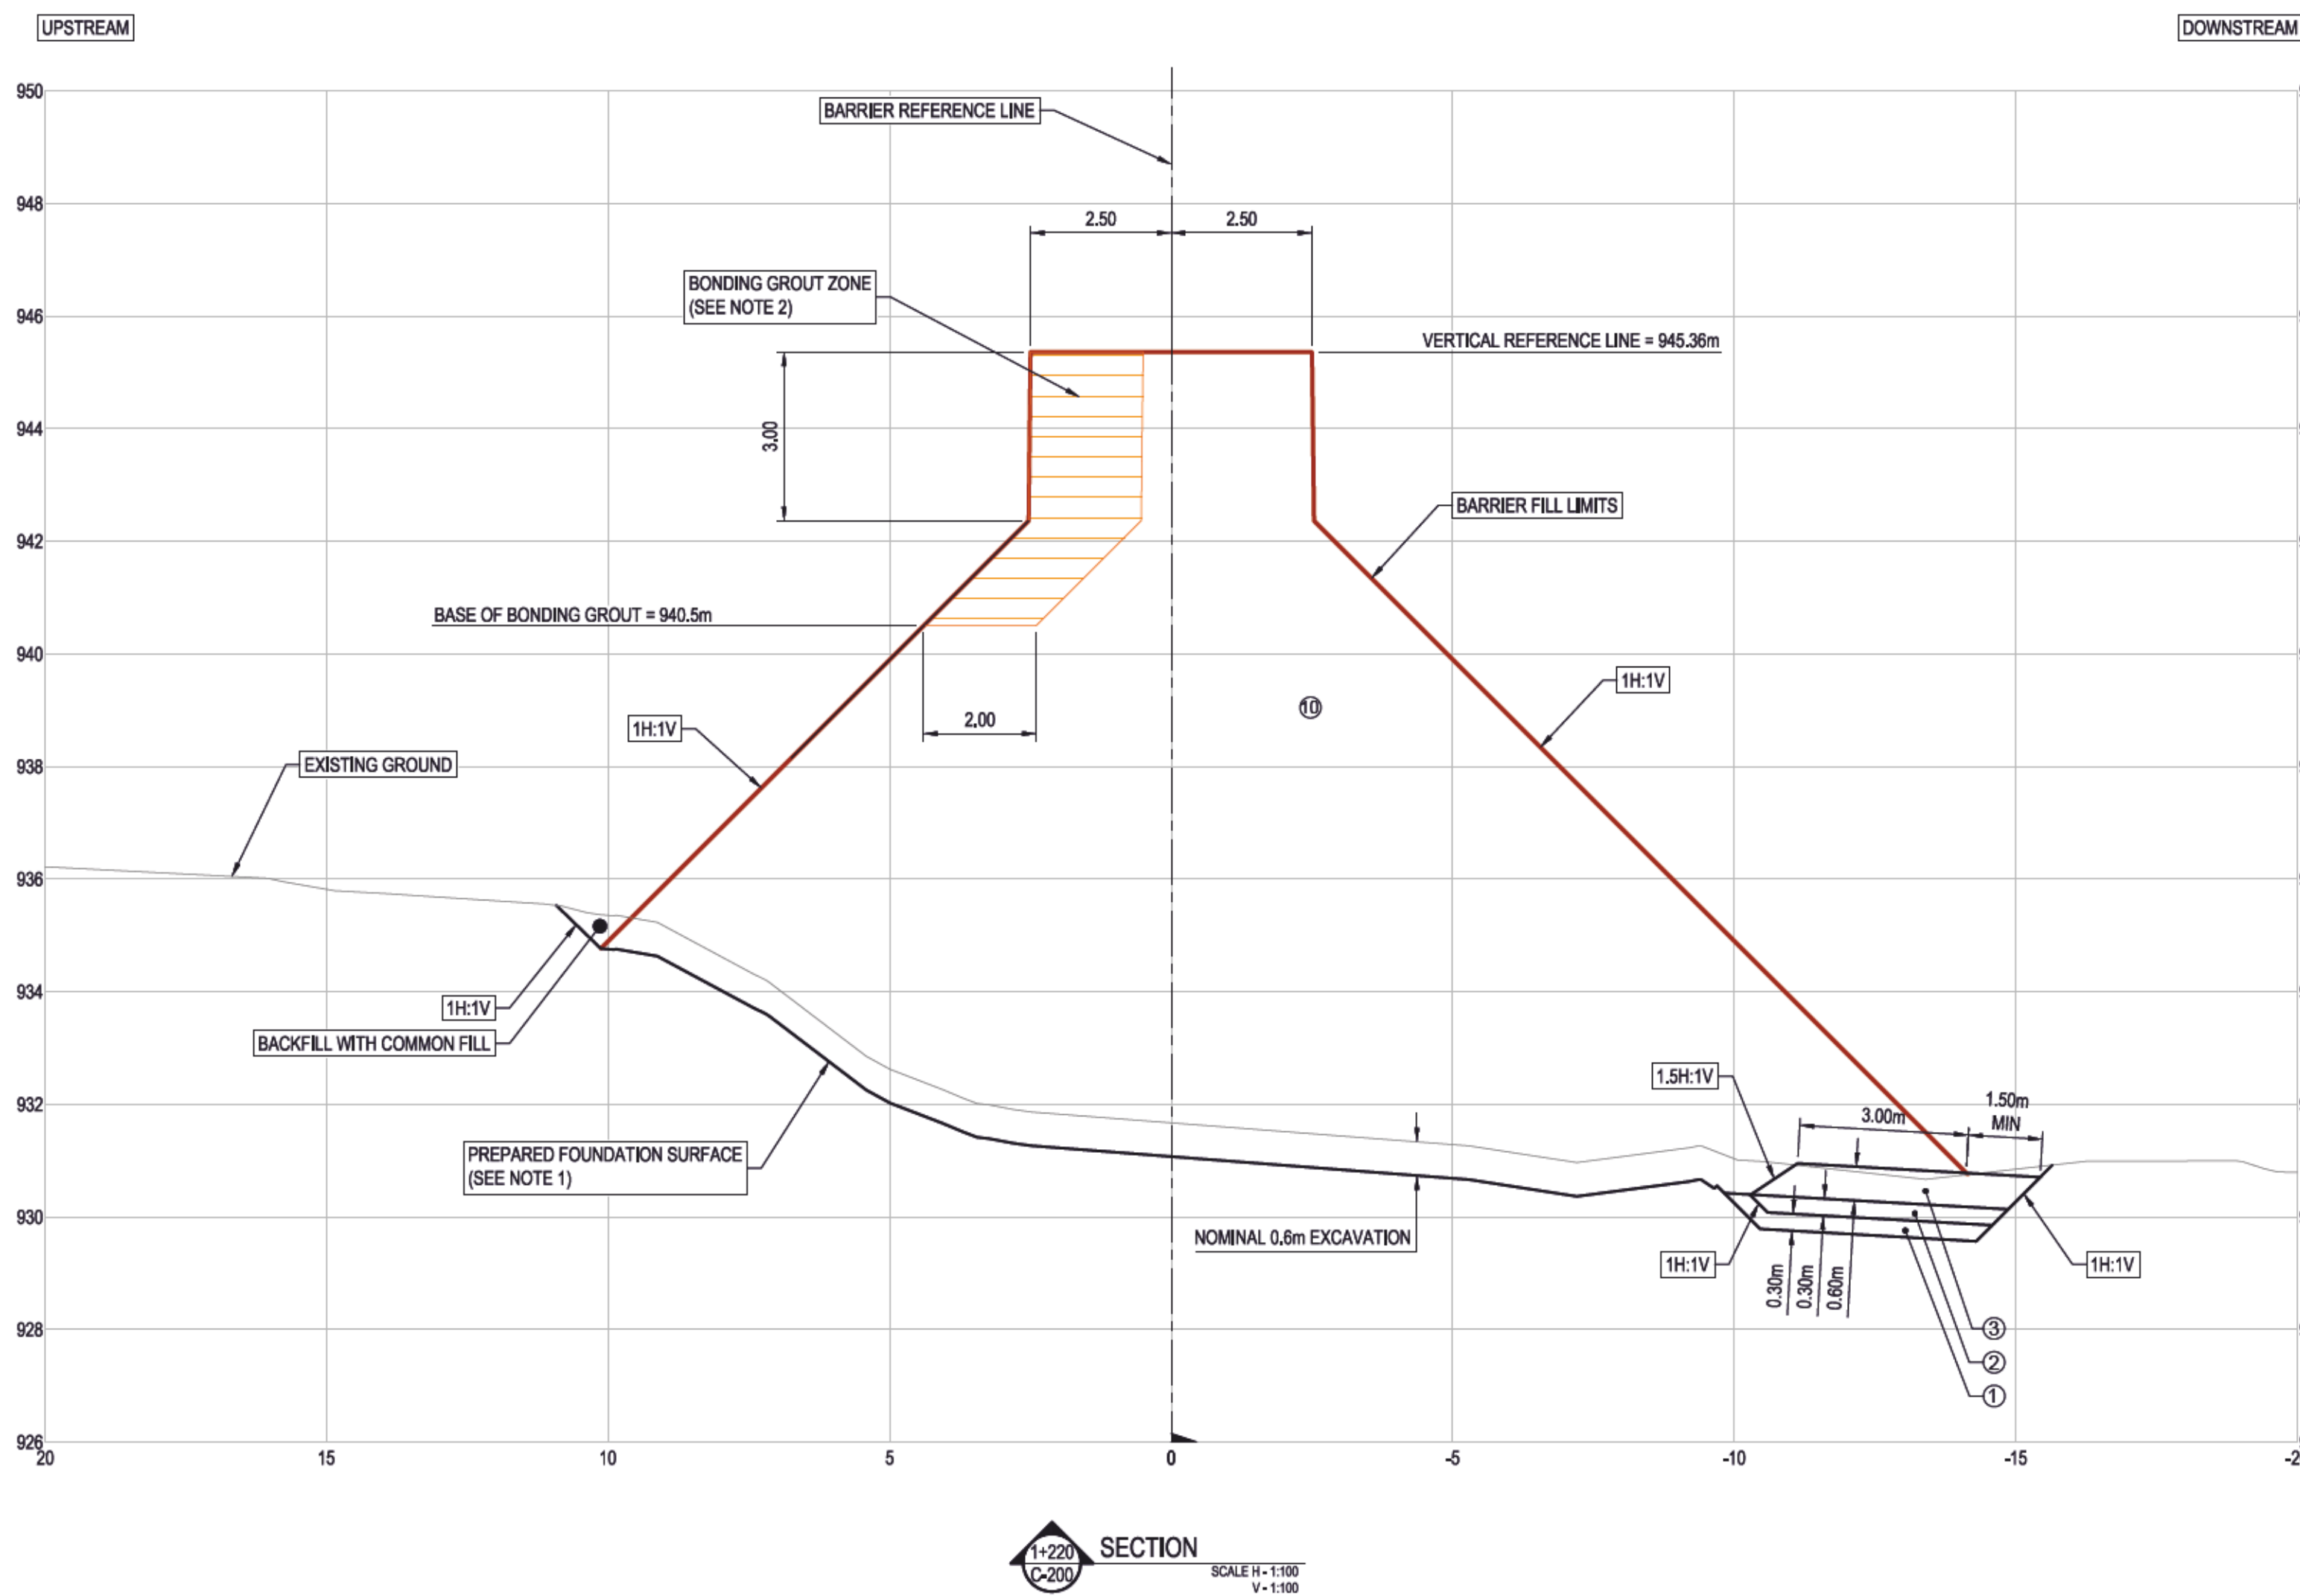 UPSTREAM
DOWNSTREAM
950
BARRIER REFERENCE LINE
948
2.50
2.50
BONDING GROUT ZONE
(SEE NOTE 2)
946
VERTICAL REFERENCE LINE = 945.36m
944
3.00
BARRIER FILL LIMITS
942
BASE OF BONDING GROUT = 940.5m
940
1H:1V
10
2.00
1H:1V
EXISTING GROUND
938
936
934
1H:1V
BACKFILL WITH COMMON FILL
932
1.5H:1V
3.00m
1.50m
MIN
PREPARED FOUNDATION SURFACE
(SEE NOTE 1)
930
NOMINAL 0.6m EXCAVATION
1H:1V
0.30m
0.30m
0.60m
1H:1V
928
3
2
1
926
20
15
10
5
0
-5
-10
-15
1+220
C-200
SECTION
SCALE H - 1:100
V - 1:100